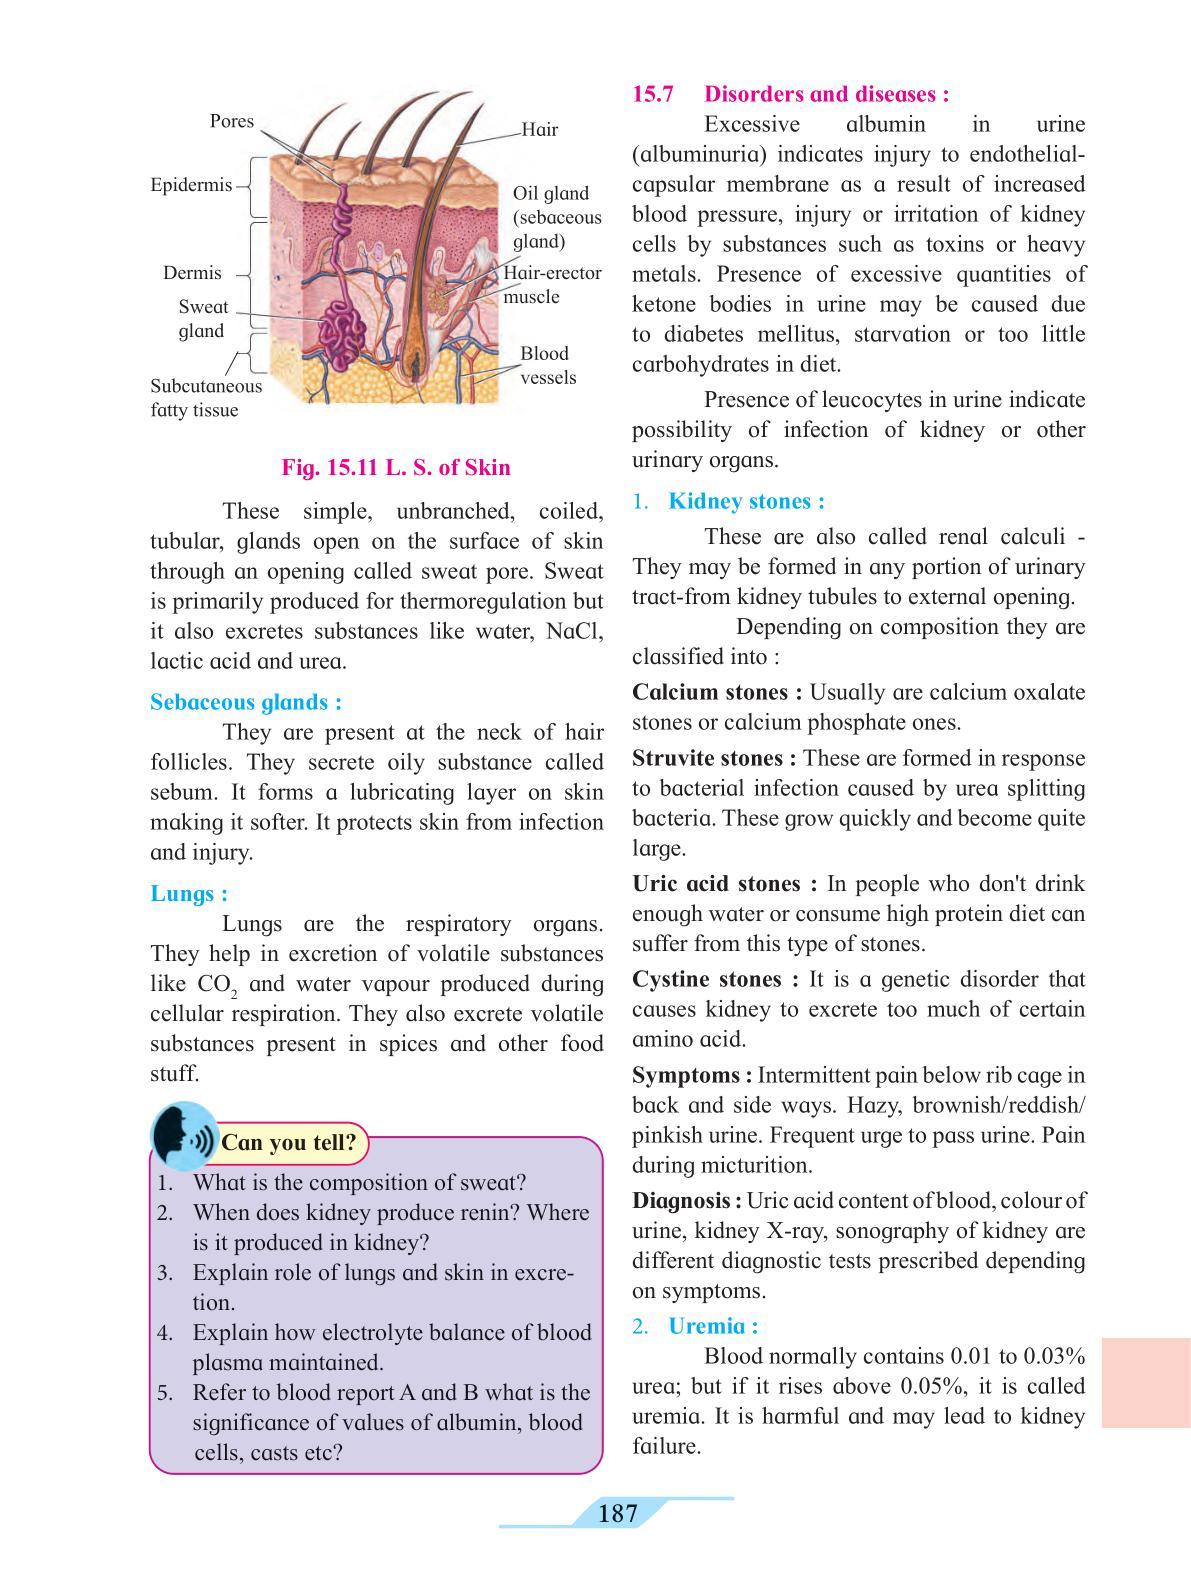 Pores
Hair
Epidermis
Oil gland
(sebaceous
gland)
Dermis
Hair-erector
muscle
Sweat
gland
Blood
vessels
Subcutaneous
fatty tissue
Fig. 15.11 L. S. of Skin
These simple, unbranched, coiled,
tubular, glands open on the surface of skin
through an opening called sweat pore. Sweat
is primarily produced for thermoregulation but
it also excretes substances like water, NaCl,
lactic acid and urea.
Sebaceous glands :
They are present at the neck of hair
follicles. They secrete oily substance called
sebum. It forms a lubricating layer on skin
making it softer. It protects skin from infection
and injury.
Lungs :
Lungs are the respiratory organs.
They help in excretion of volatile substances
like CO₂ and water vapour produced during
cellular respiration. They also excrete volatile
substances present in spices and other food
stuff.
Can you tell?
1. What is the composition of sweat?
2. When does kidney produce renin? Where
is it produced in kidney?
3. Explain role of lungs and skin in excre-
tion.
4. Explain how electrolyte balance of blood
plasma maintained.
5. Refer to blood report A and B what is the
significance of values of albumin, blood
cells, casts etc?
15.7 Disorders and diseases :
Excessive albumin in urine
(albuminuria) indicates injury to endothelial-
capsular membrane as a result of increased
blood pressure, injury or irritation of kidney
cells by substances such as toxins or heavy
metals. Presence of excessive quantities of
ketone bodies in urine may be caused due
to diabetes mellitus, starvation or too little
carbohydrates in diet.
Presence of leucocytes in urine indicate
possibility of infection of kidney or other
urinary organs.
1. Kidney stones :
These are also called renal calculi -
They may be formed in any portion of urinary
tract-from kidney tubules to external opening.
Depending on composition they are
classified into :
Calcium stones : Usually are calcium oxalate
stones or calcium phosphate ones.
Struvite stones : These are formed in response
to bacterial infection caused by urea splitting
bacteria. These grow quickly and become quite
large.
Uric acid stones : In people who don't drink
enough water or consume high protein diet can
suffer from this type of stones.
Cystine stones : It is a genetic disorder that
causes kidney to excrete too much of certain
amino acid.
Symptoms : Intermittent pain below rib cage in
back and side ways. Hazy, brownish/reddish/
pinkish urine. Frequent urge to pass urine. Pain
during micturition.
Diagnosis : Uric acid content of blood, colour of
urine, kidney X-ray, sonography of kidney are
different diagnostic tests prescribed depending
on symptoms.
2. Uremia :
Blood normally contains 0.01 to 0.03%
urea; but if it rises above 0.05%, it is called
uremia. It is harmful and may lead to kidney
failure.
187